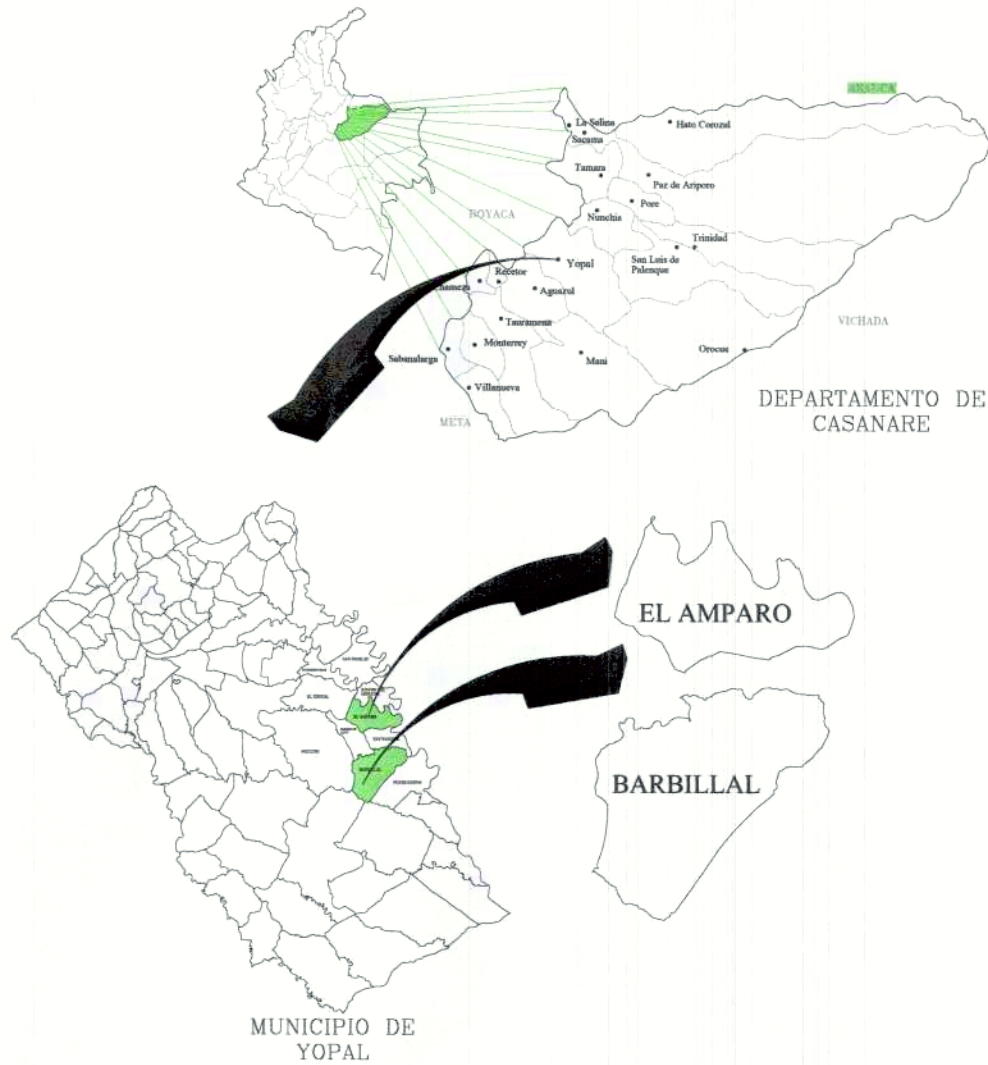 ARAUCA
La Salina
Sacama
Hato Corozal
Tamara
Paz de Ariporo
Pore
Nunchia
BOYACA
Trinidad
San Luis de
Palenque
Yopal
Recetor
Chameza
Aguazul
Tauramena
VICHADA
Monterrey
Sabanalarga
Mani
Orocue
Villanueva
META
DEPARTAMENTO DE
CASANARE
EL AMPARO
BARBILLAL
MUNICIPIO DE
YOPAL